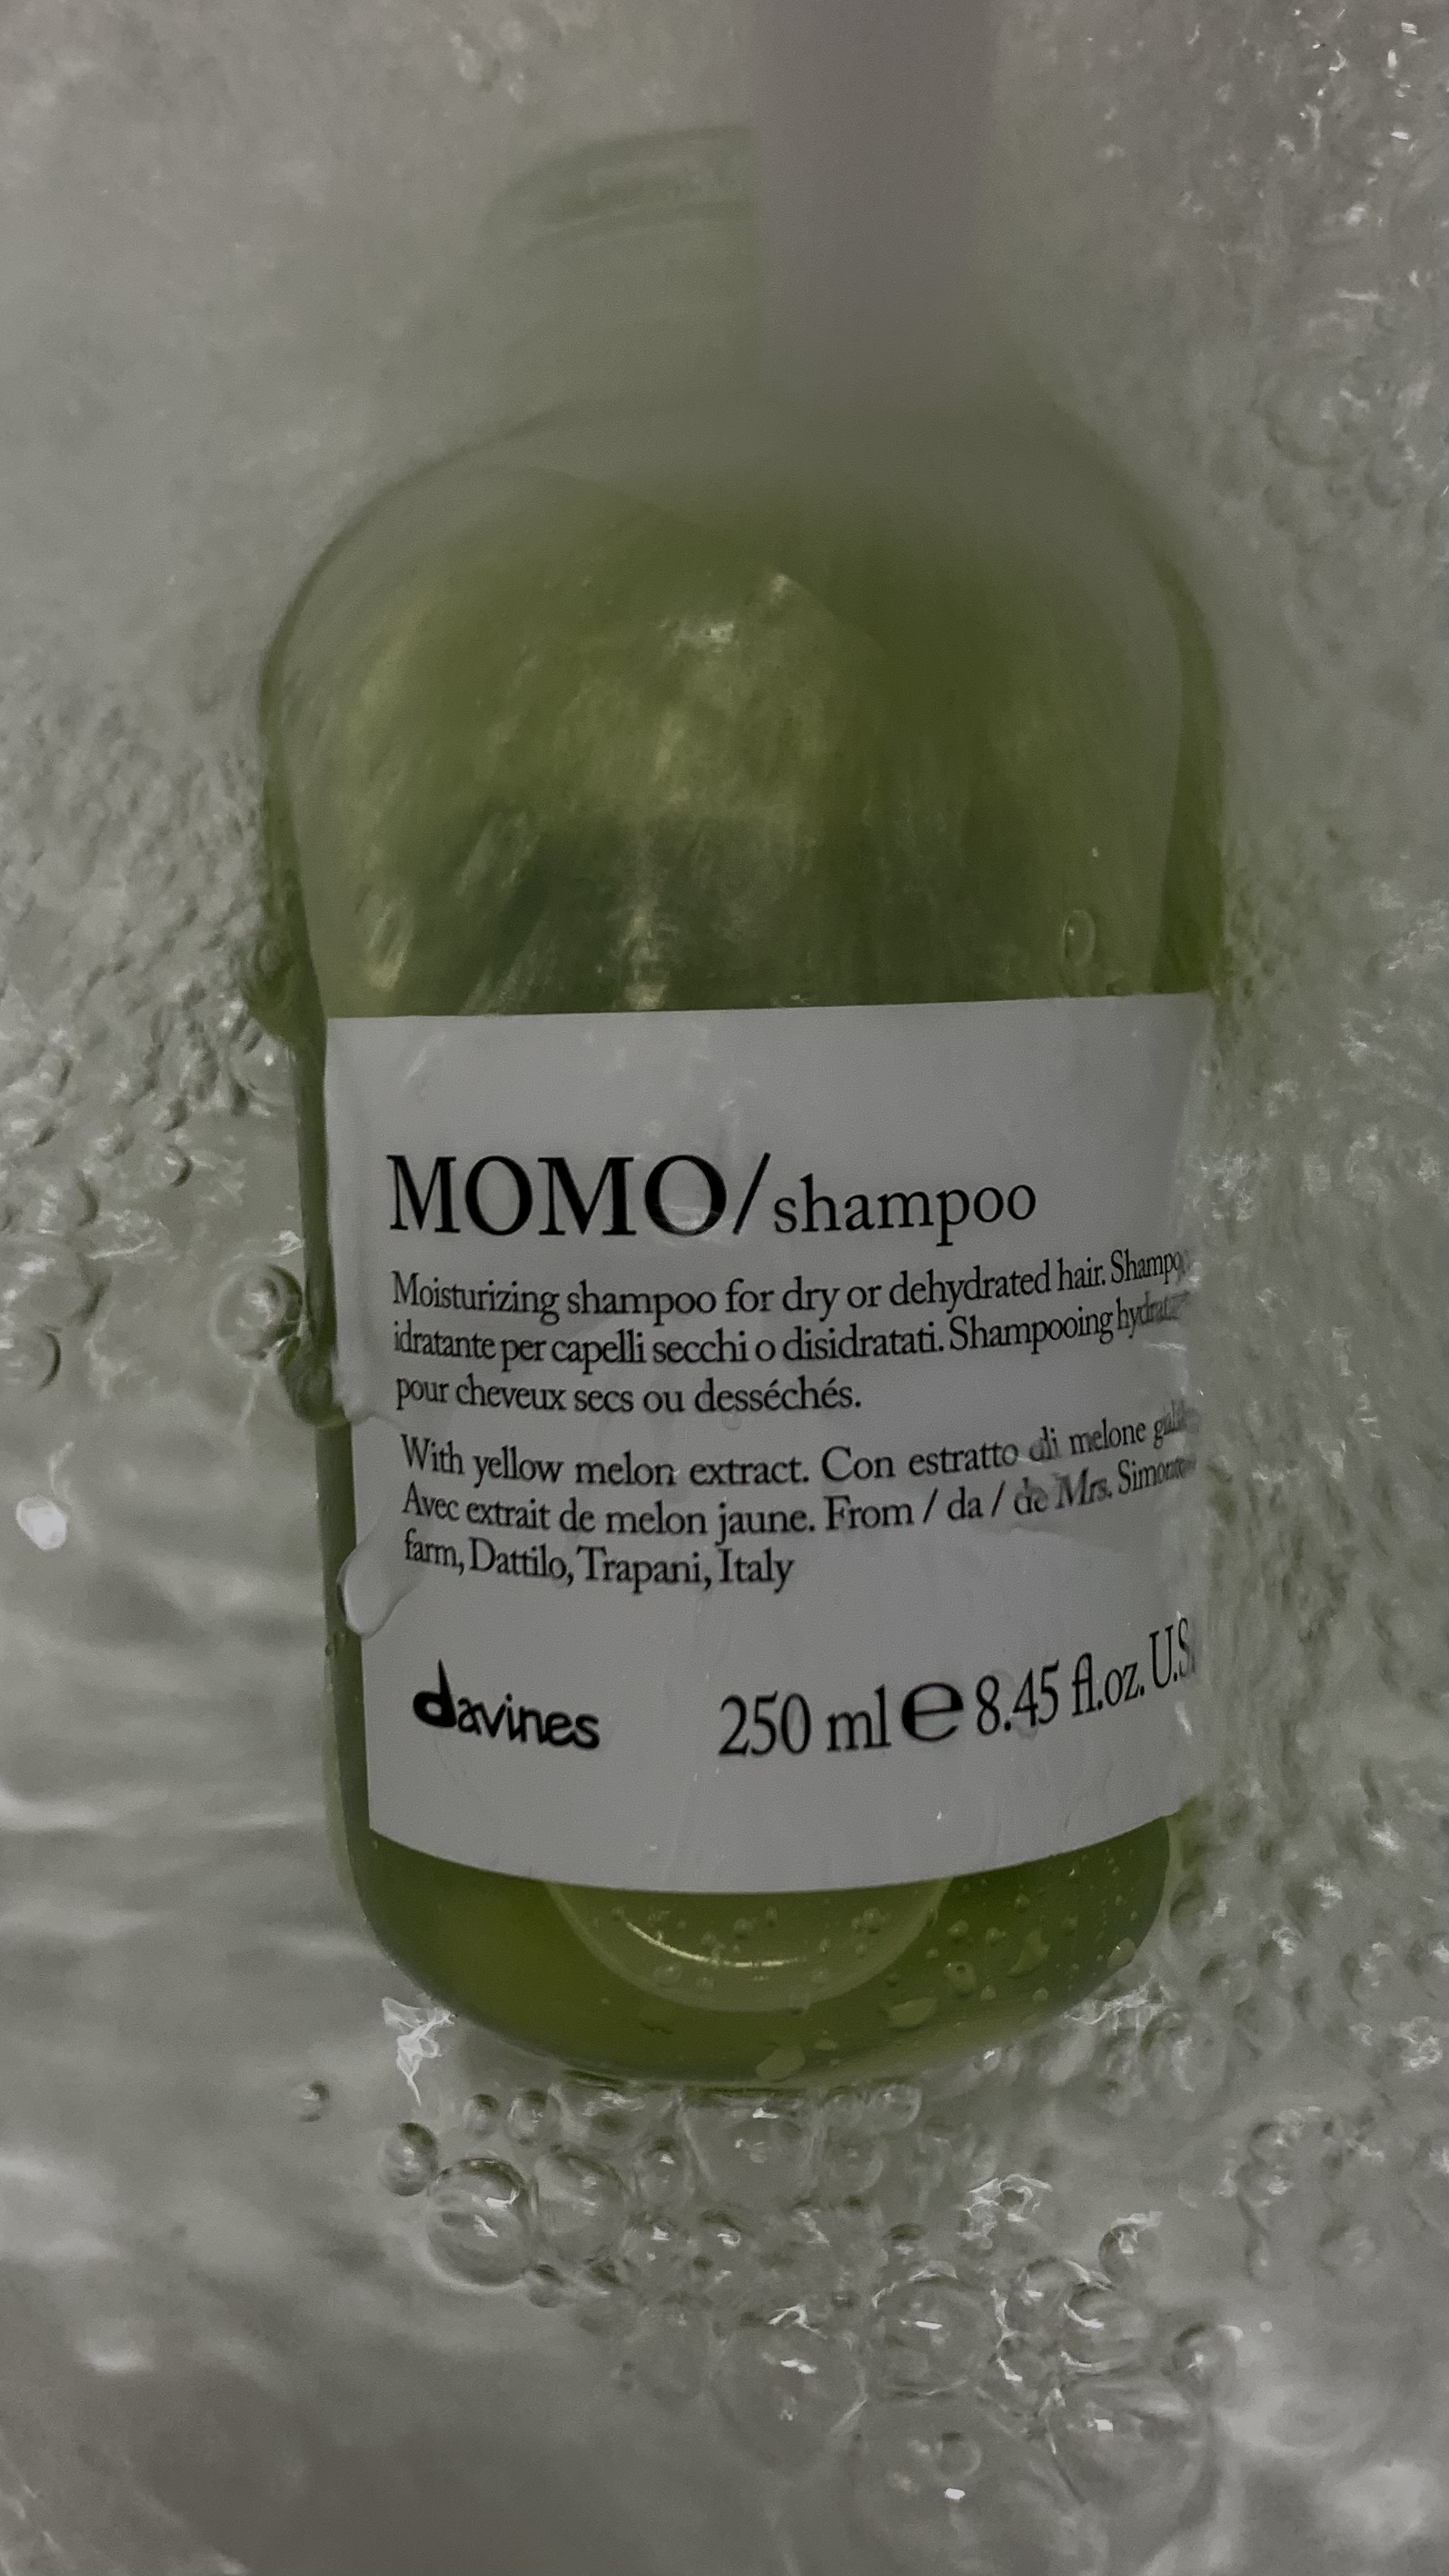 MOMO/shampoo
Moisturizing shampoo for dry or dehydrated hair. Shampoo
idratante per capelli secchi o disidratati. Shampooing
pour cheveux secs ou desséchés.
With yellow melon extract. Con estratto di melone
Avec extrait de melon jaune. From / da / de Mrs.
farm, Dattilo, Trapani, Italy
davines 250 ml e 8.45 fl.oz. U.S.